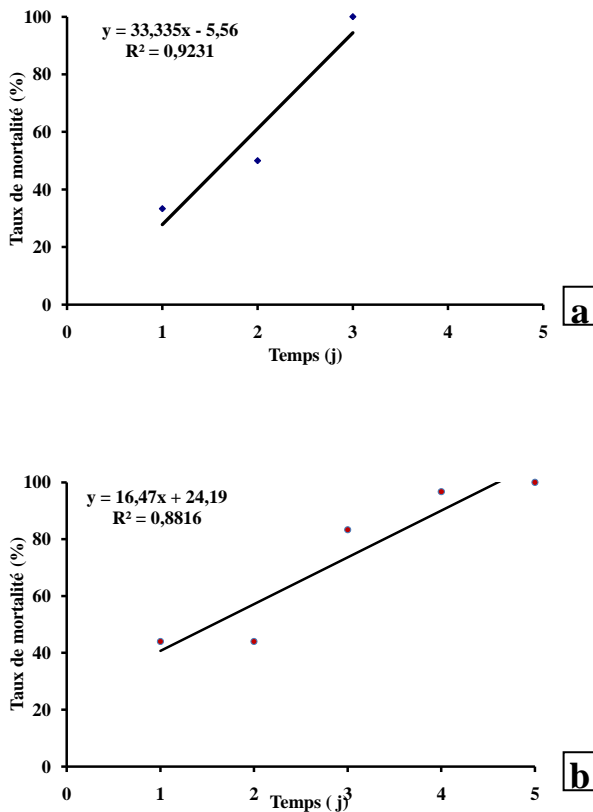 y = 33,335x - 5,56
R² = 0,9231
Taux de mortalité (%)
100
80
60
40
20
0
0 1 2 3 4 5
Temps (j)
a
y = 16,47x + 24,19
R² = 0,8816
Taux de mortalité (%)
100
80
60
40
20
0
0 1 2 3 4 5
Temps ( j)
b